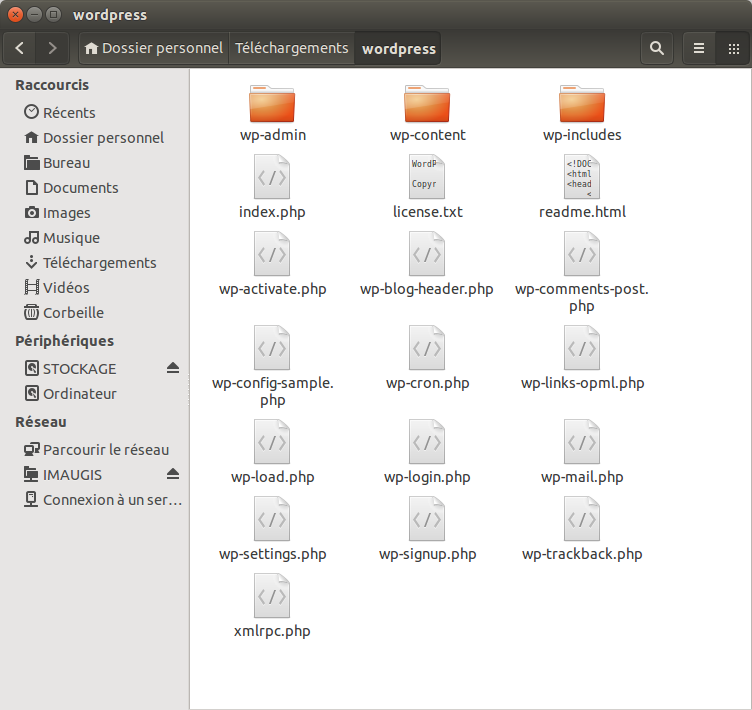 wordpress
Dossier personnel Téléchargements wordpress
Raccourcis
Récents
Dossier personnel
Bureau
Documents
Images
Musique
Téléchargements
Vidéos
Corbeille
Périphériques
STOCKAGE
Ordinateur
Réseau
Parcourir le réseau
IMAUGIS
Connexion à un ser…
wp-admin
wp-content
wp-includes
index.php
WordP
Copyr
license.txt
<!DOC
<html
<head
<
readme.html
wp-activate.php
wp-blog-header.php
wp-comments-post.
php
wp-config-sample.
php
wp-cron.php
wp-links-opml.php
wp-load.php
wp-login.php
wp-mail.php
wp-settings.php
wp-signup.php
wp-trackback.php
xmlrpc.php